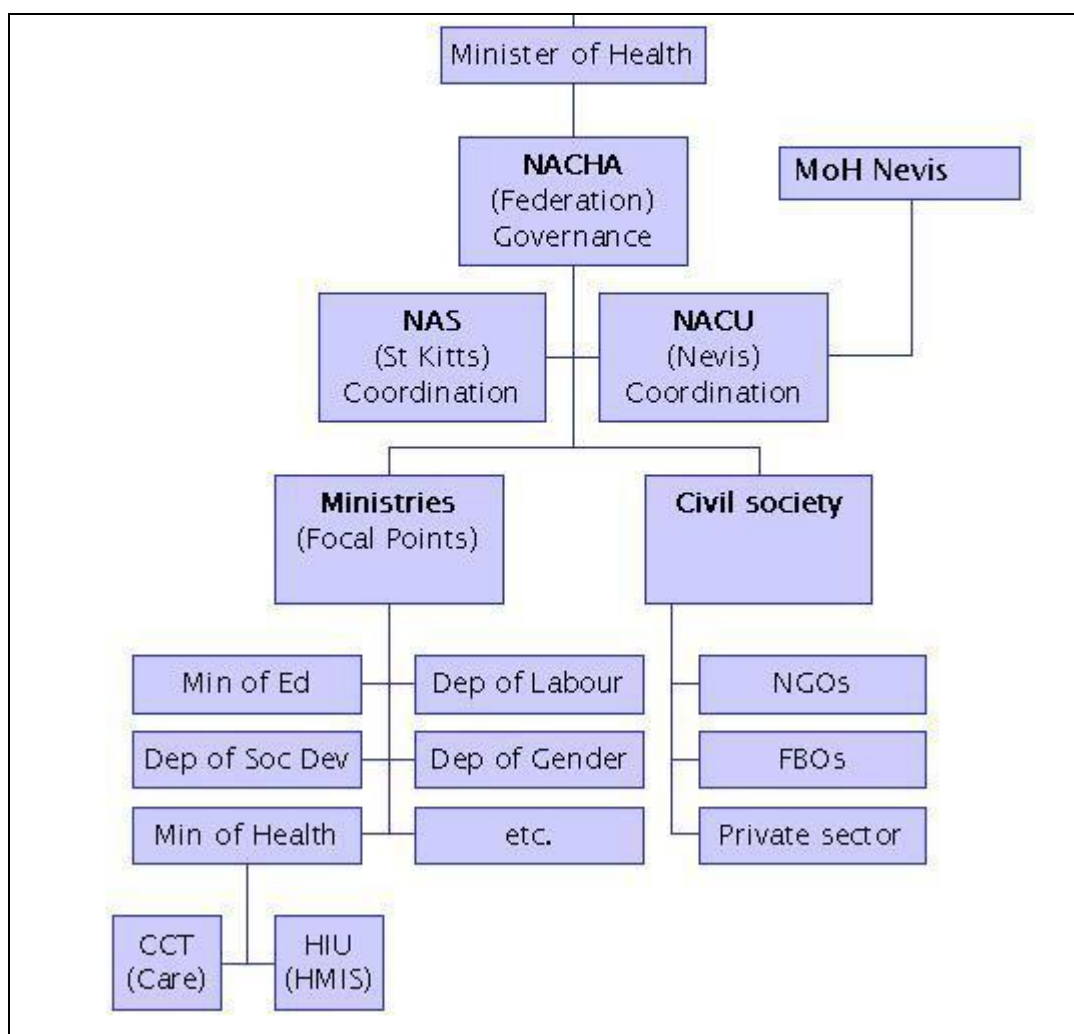 Minister of Health
NACHA
(Federation)
Governance
MoH Nevis
NAS
(St Kitts)
Coordination
NACU
(Nevis)
Coordination
Ministries
(Focal Points)
Civil society
Min of Ed
Dep of Labour
NGOs
Dep of Soc Dev
Dep of Gender
FBOs
Min of Health
etc.
Private sector
CCT
(Care)
HIU
(HMIS)